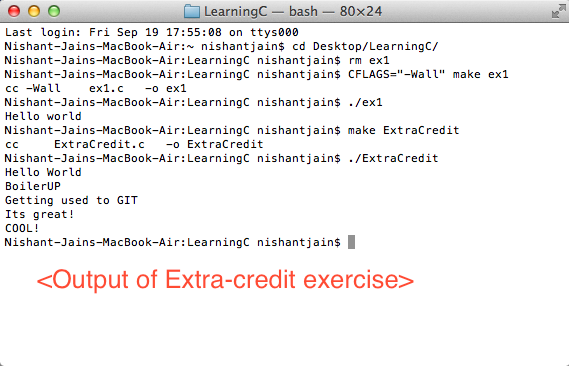 LearningC — bash — 80×24
Last login: Fri Sep 19 17:55:08 on ttys000
Nishant-Jains-MacBook-Air:~ nishantjain$ cd Desktop/LearningC/
Nishant-Jains-MacBook-Air:LearningC nishantjain$ rm ex1
Nishant-Jains-MacBook-Air:LearningC nishantjain$ CFLAGS="-Wall" make ex1
cc -Wall    ex1.c   -o ex1
Nishant-Jains-MacBook-Air:LearningC nishantjain$ ./ex1
Hello world
Nishant-Jains-MacBook-Air:LearningC nishantjain$ make ExtraCredit
cc     ExtraCredit.c   -o ExtraCredit
Nishant-Jains-MacBook-Air:LearningC nishantjain$ ./ExtraCredit
Hello World
BoilerUP
Getting used to GIT
Its great!
COOL!
Nishant-Jains-MacBook-Air:LearningC nishantjain$
<Output of Extra-credit exercise>